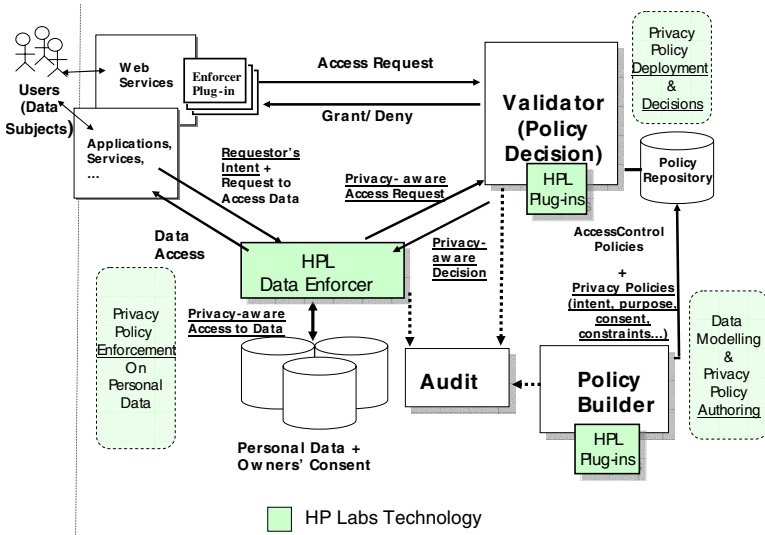 Users
(Data
Subjects)
Web
Services
Enforcer
Plug-in
Applications,
Services,
...
Access Request
Grant/ Deny
Validator
(Policy
Decision)
HPL
Plug-ins
Privacy
Policy
Deployment
&
Decisions
Policy
Repository
Requestor's
Intent +
Request to
Access Data
Privacy- aware
Access Request
Data
Access
HPL
Data Enforcer
Privacy-
aware
Decision
AccessControl
Policies
+
Privacy Policies
(intent, purpose,
consent,
constraints...)
Privacy
Policy
Enforcement
On
Personal
Data
Privacy-aware
Access to Data
Audit
Policy
Builder
HPL
Plug-ins
Data
Modelling
&
Privacy
Policy
Authoring
Personal Data +
Owners' Consent
HP Labs Technology